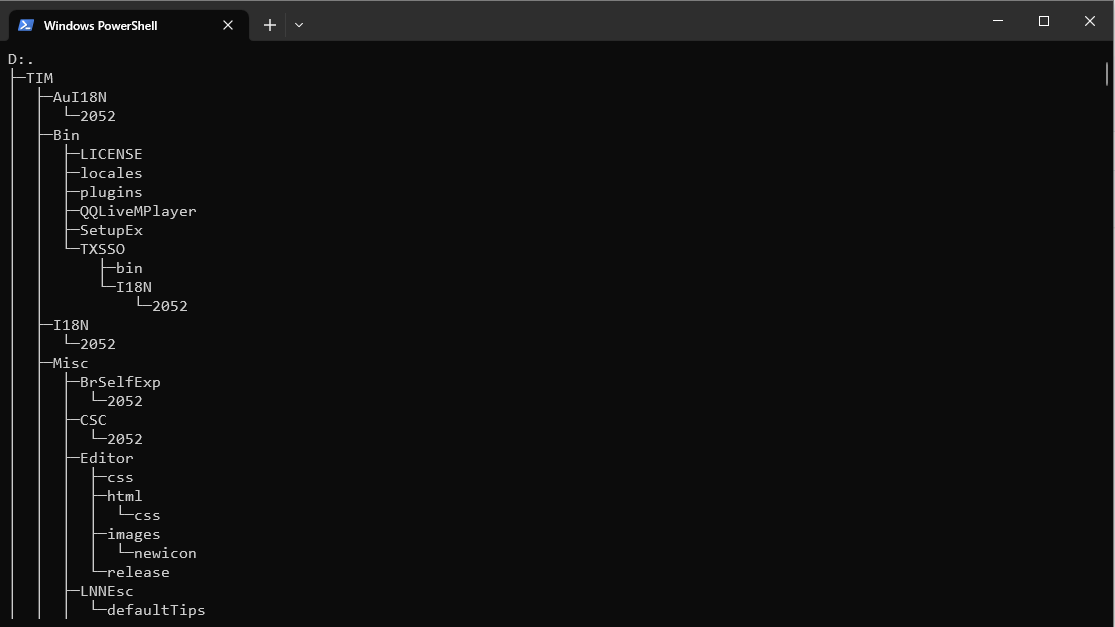 Windows PowerShell
D:.
├─TIM
│  ├─AuI18N
│  │  └─2052
│  ├─Bin
│  │  ├─LICENSE
│  │  ├─locales
│  │  ├─plugins
│  │  ├─QQLiveMPlayer
│  │  ├─SetupEx
│  │  └─TXSSO
│  │      ├─bin
│  │      └─I18N
│  │          └─2052
│  ├─I18N
│  │  └─2052
│  ├─Misc
│  │  ├─BrSelfExp
│  │  │  └─2052
│  │  ├─CSC
│  │  │  └─2052
│  │  ├─Editor
│  │  │  ├─css
│  │  │  ├─html
│  │  │  │  └─css
│  │  │  ├─images
│  │  │  │  └─newicon
│  │  │  └─release
│  │  ├─LNNEsc
│  │  │  └─defaultTips